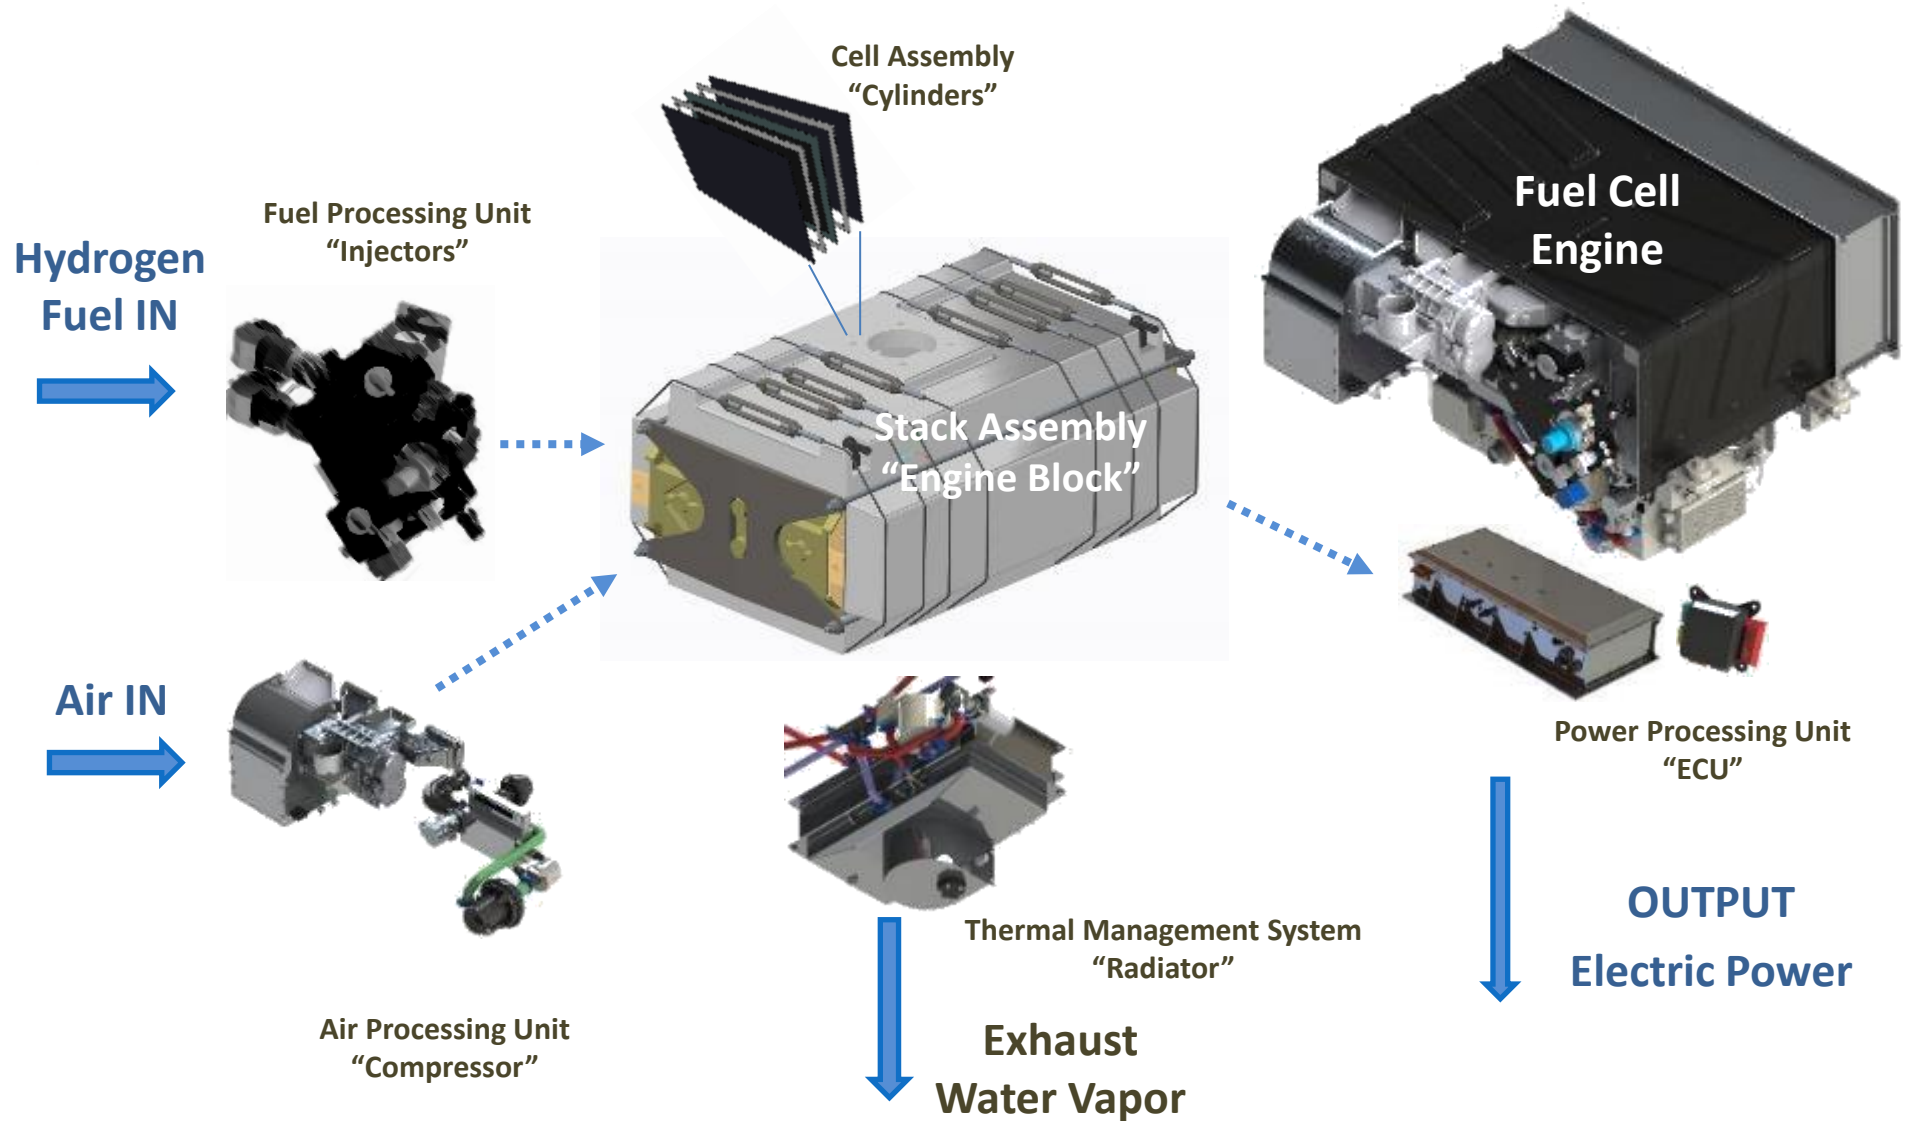 Cell Assembly
“Cylinders”
Fuel Cell
Engine
Fuel Processing Unit
“Injectors”
Hydrogen
Fuel IN
Stack Assembly
“Engine Block”
Air IN
Power Processing Unit
“ECU”
OUTPUT
Electric Power
Thermal Management System
“Radiator”
Air Processing Unit
“Compressor”
Exhaust
Water Vapor